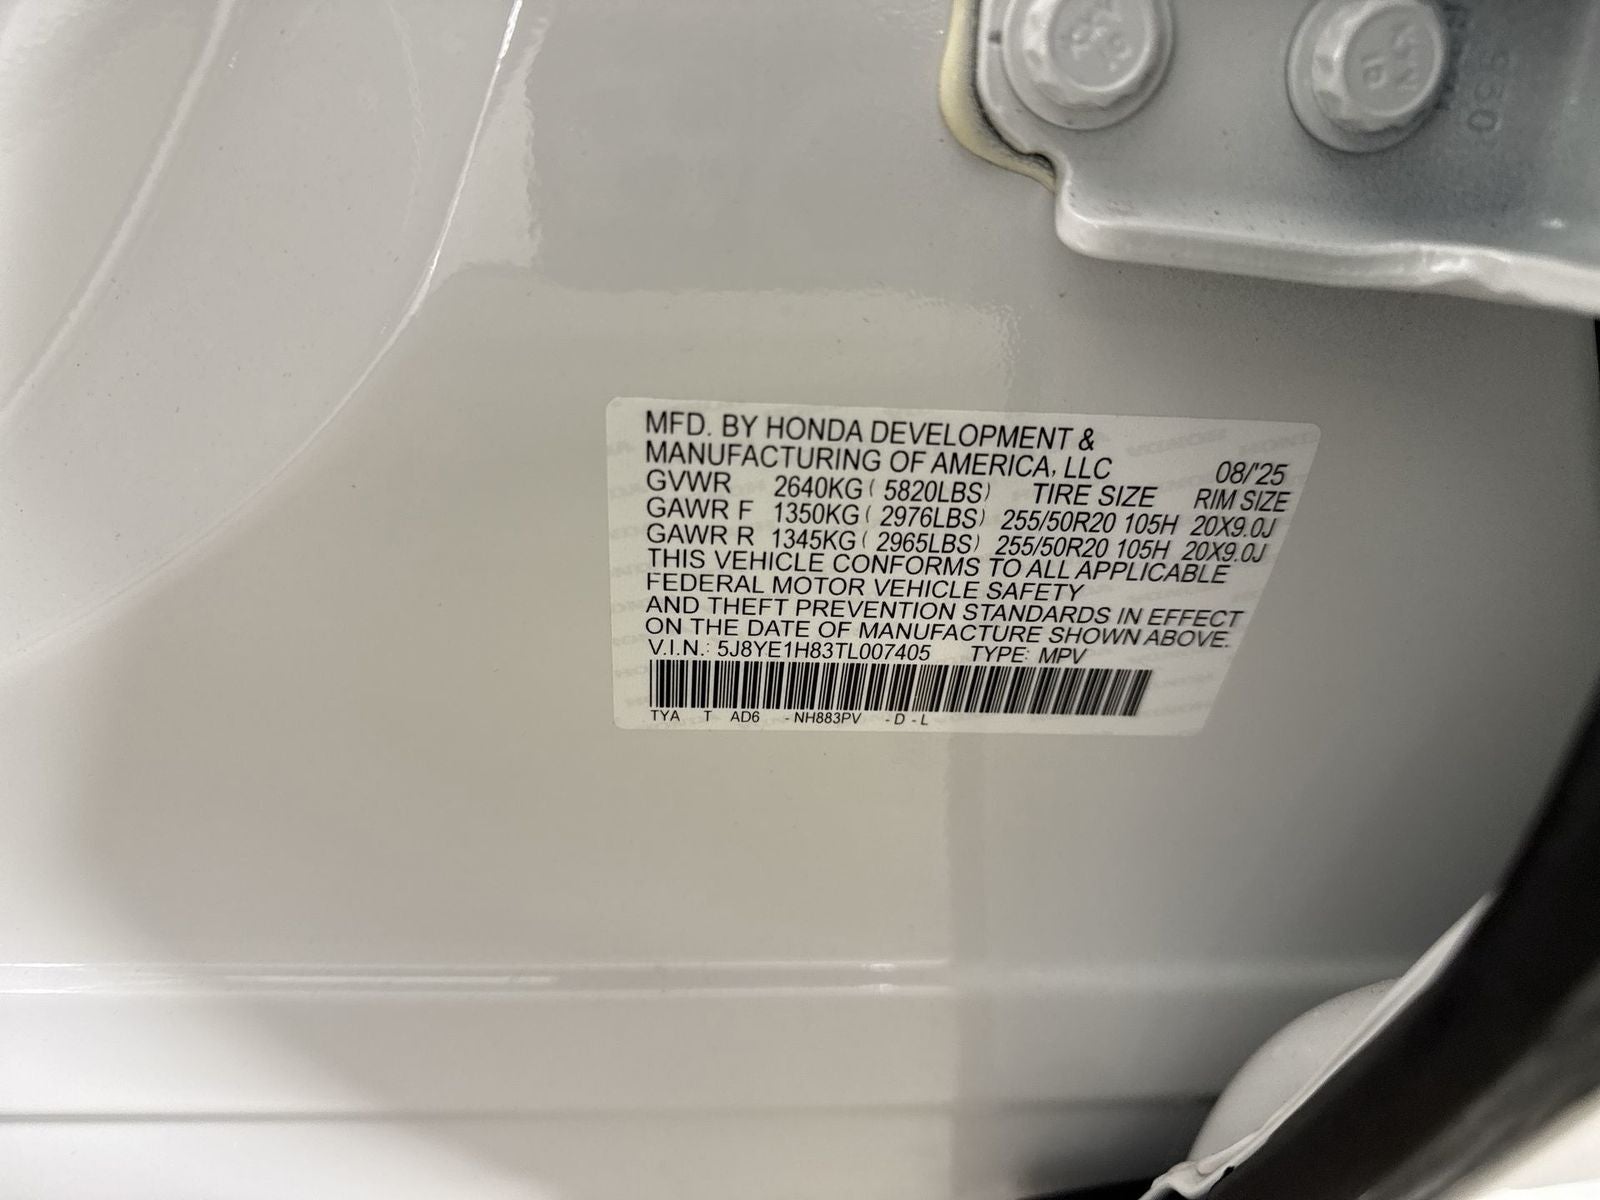 MFD. BY HONDA DEVELOPMENT &
MANUFACTURING OF AMERICA, LLC 08/'25
GVWR 2640KG ( 5820LBS) TIRE SIZE RIM SIZE
GAWR F 1350KG ( 2976LBS) 255/50R20 105H 20X9.0J
GAWR R 1345KG ( 2965LBS) 255/50R20 105H 20X9.0J
THIS VEHICLE CONFORMS TO ALL APPLICABLE
FEDERAL MOTOR VEHICLE SAFETY
AND THEFT PREVENTION STANDARDS IN EFFECT
ON THE DATE OF MANUFACTURE SHOWN ABOVE.
V.I.N.: 5J8YE1H83TL007405 TYPE: MPV
TYA T AD6 - NH883PV - D - L